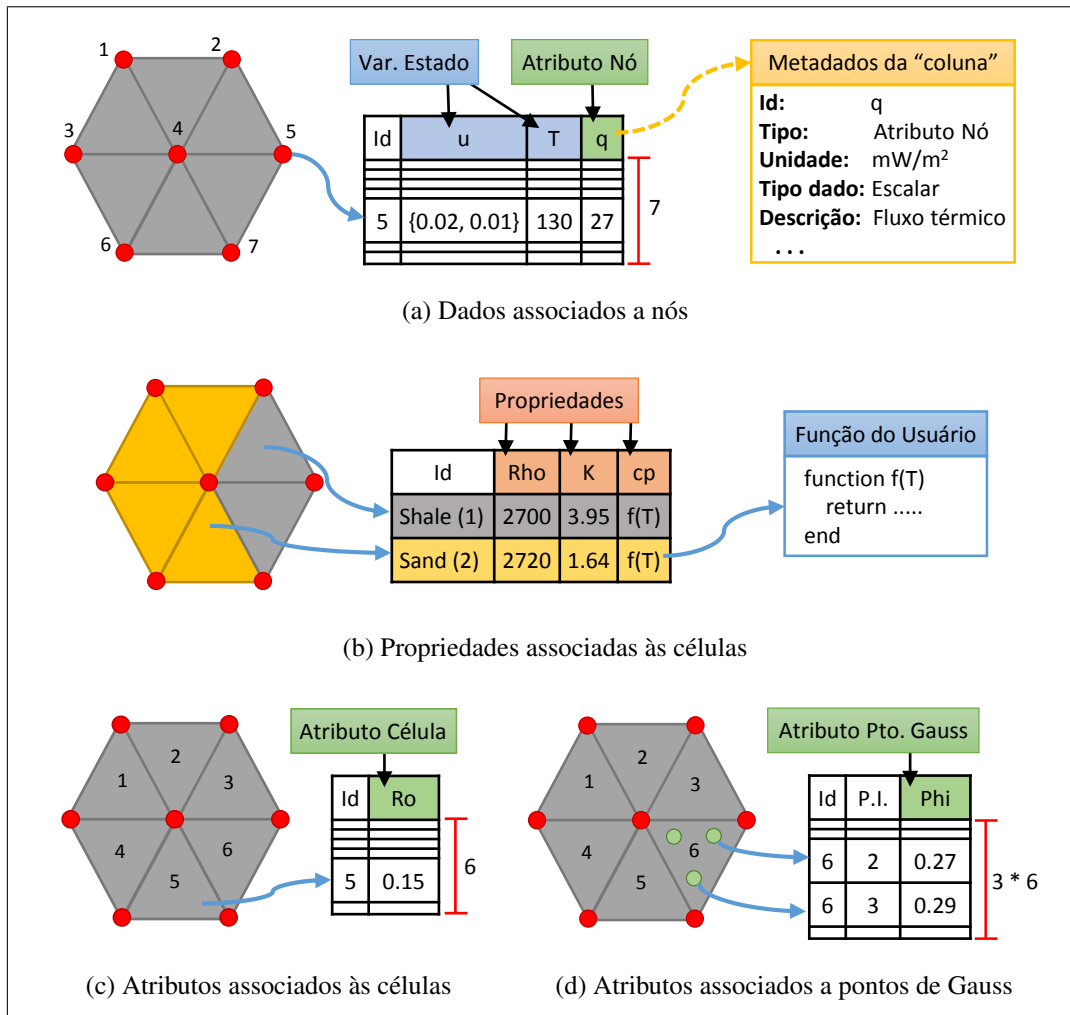 1
2
3
4
5
6
7
Var. Estado
Atributo Nó
Id
u
T
q
5
{0.02, 0.01}
130
27
7
Metadados da “coluna”
Id: q
Tipo: Atributo Nó
Unidade: mW/m²
Tipo dado: Escalar
Descrição: Fluxo térmico
...
(a) Dados associados a nós
Propriedades
Id
Rho
K
cp
Shale (1)
2700
3.95
f(T)
Sand (2)
2720
1.64
f(T)
Função do Usuário
function f(T)
return .....
end
(b) Propriedades associadas às células
1
2
3
4
5
6
Atributo Célula
Id
Ro
5
0.15
6
(c) Atributos associados às células
1
2
3
4
5
6
Atributo Pto. Gauss
Id
P.I.
Phi
6
2
0.27
6
3
0.29
3 * 6
(d) Atributos associados a pontos de Gauss